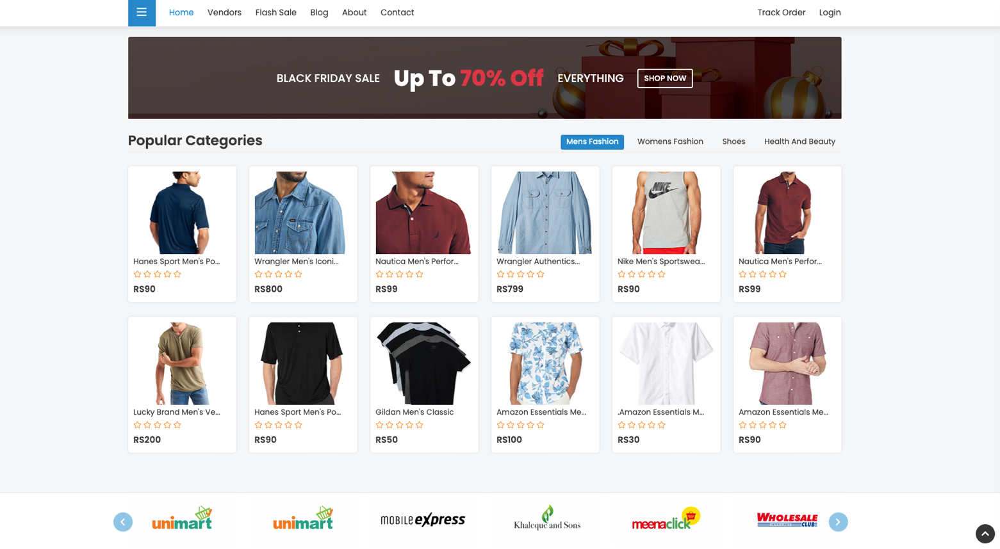 Home Vendors Flash Sale Blog About Contact Track Order Login
BLACK FRIDAY SALE Up To 70% Off EVERYTHING SHOP NOW
Popular Categories Mens Fashion Womens Fashion Shoes Health And Beauty
NIKE
Hanes Sport Men's Po... Wrangler Men's Iconi... Nautica Men's Perfor... Wrangler Authentics... Nike Men's Sportswea... Nautica Men's Perfor...
RS90 RS800 RS99 RS799 RS90 RS99
Lucky Brand Men's Ve... Hanes Sport Men's Po... Gildan Men's Classic Amazon Essentials Me... .Amazon Essentials M... Amazon Essentials Me...
RS200 RS90 RS50 RS100 RS30 RS90
unimart unimart MOBILE eXpress Khaleque and Sons meenaclick WHOLESALE
CLUB